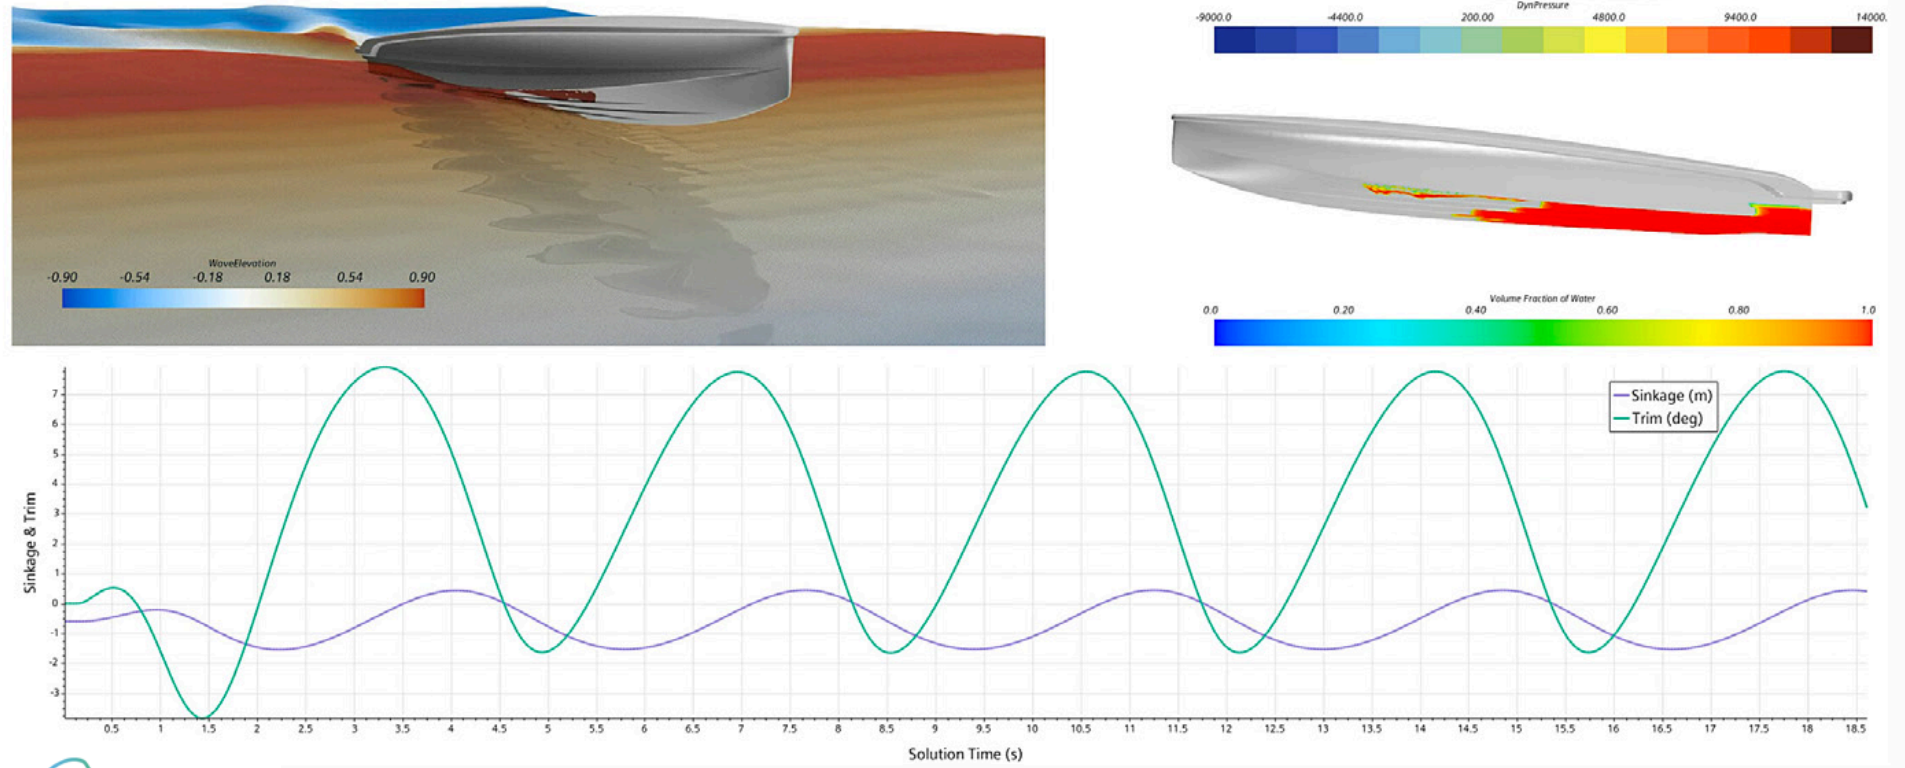 DynPressure
-9000.0 -4400.0 200.00 4800.0 9400.0 14000.
WaveElevation
-0.90 -0.54 -0.18 0.18 0.54 0.90
Volume Fraction of Water
0.0 0.20 0.40 0.60 0.80 1.0
Sinkage & Trim
7
6
5
4
3
2
1
0
-1
-2
-3
Sinkage (m)
Trim (deg)
0.5 1 1.5 2 2.5 3 3.5 4 4.5 5 5.5 6 6.5 7 7.5 8 8.5 9 9.5 10 10.5 11 11.5 12 12.5 13 13.5 14 14.5 15 15.5 16 16.5 17 17.5 18 18.5
Solution Time (s)